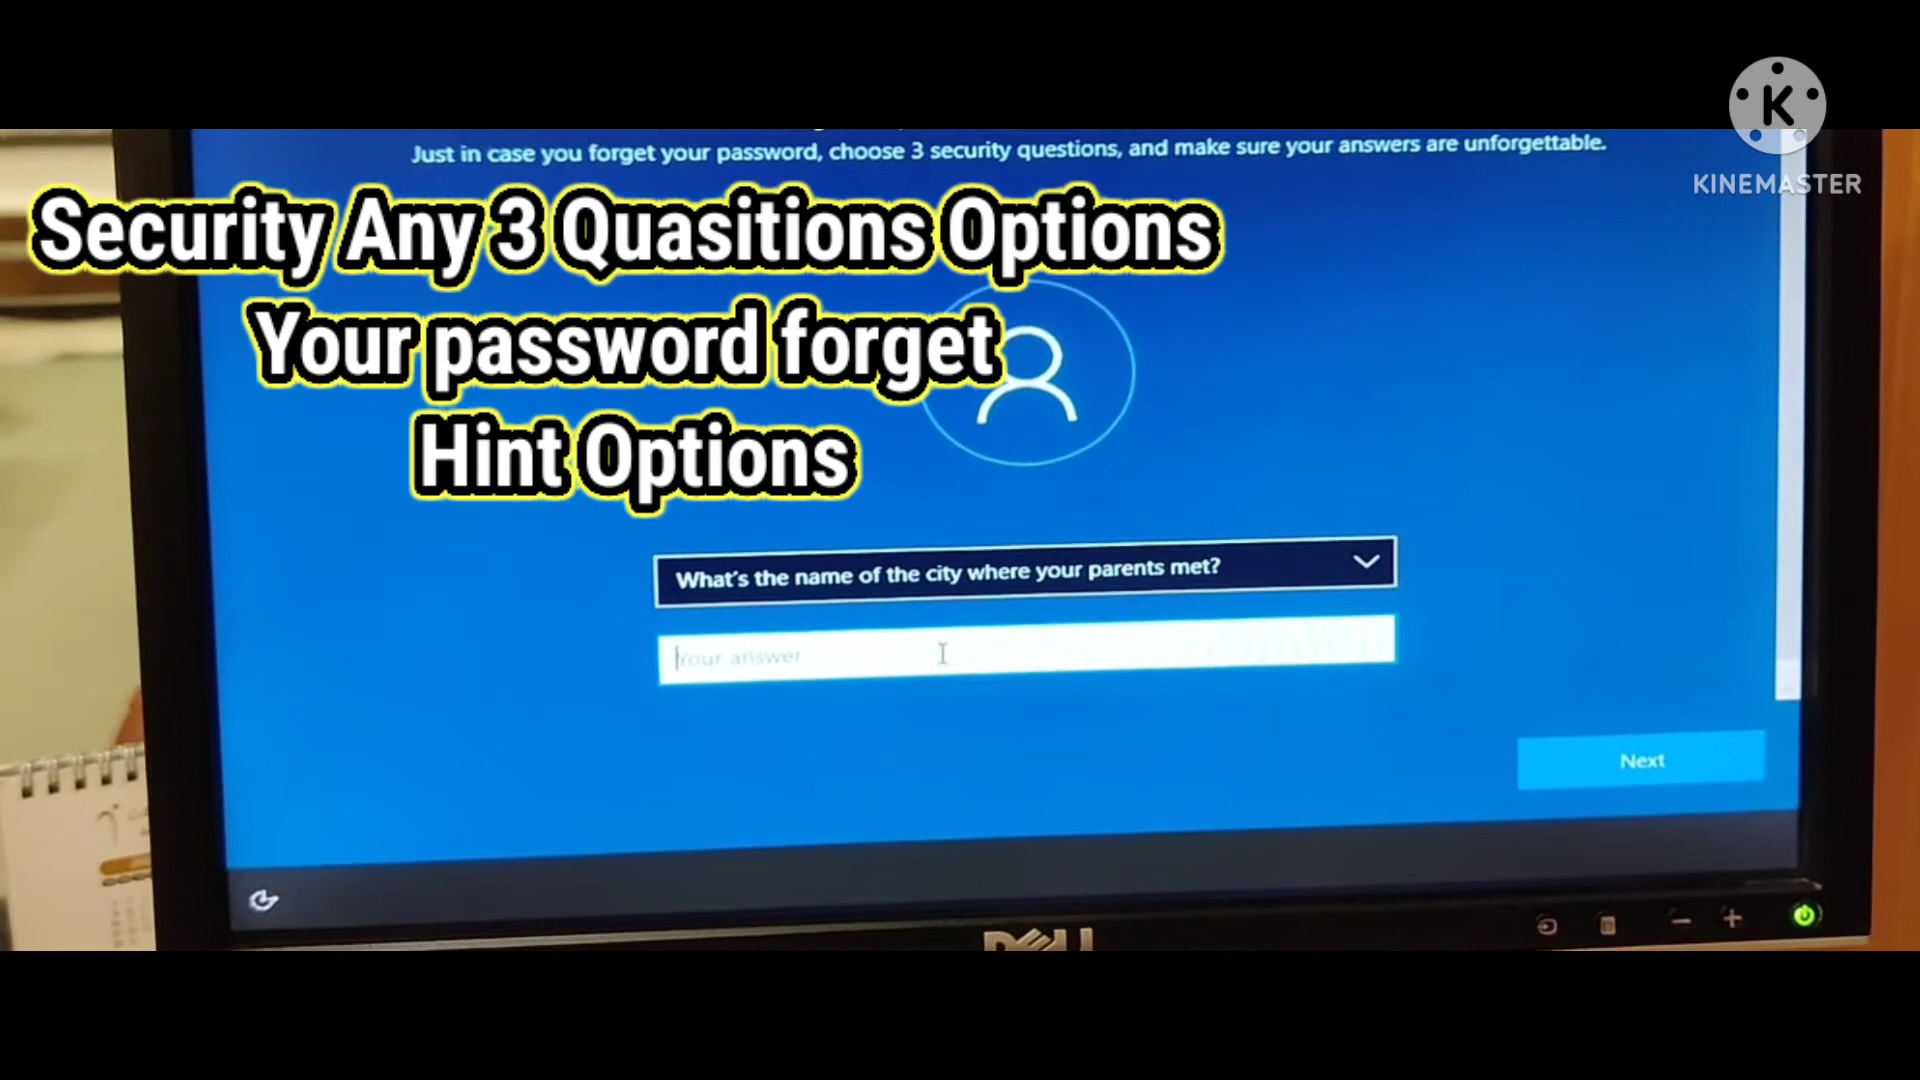 KINEMASTER
Just in case you forget your password, choose 3 security questions, and make sure your answers are unforgettable.
Security Any 3 Quasitions Options
Your password forget
Hint Options
What's the name of the city where your parents met?
Your answer
Next
DELL